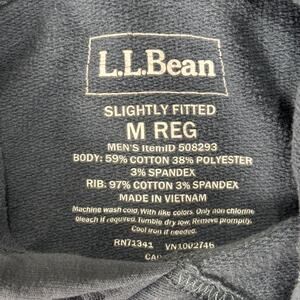 L.L.Bean
SLIGHTLY FITTED
M REG
MEN'S ItemID 508293
BODY: 59% COTTON 38% POLYESTER
3% SPANDEX
RIB: 97% COTTON 3% SPANDEX
MADE IN VIETNAM
Machine wash cold, With like colors. Only non chlorine
bleach if required. Tumble dry low. Remove promptly.
Cool iron if needed.
RN71341 VN1002746